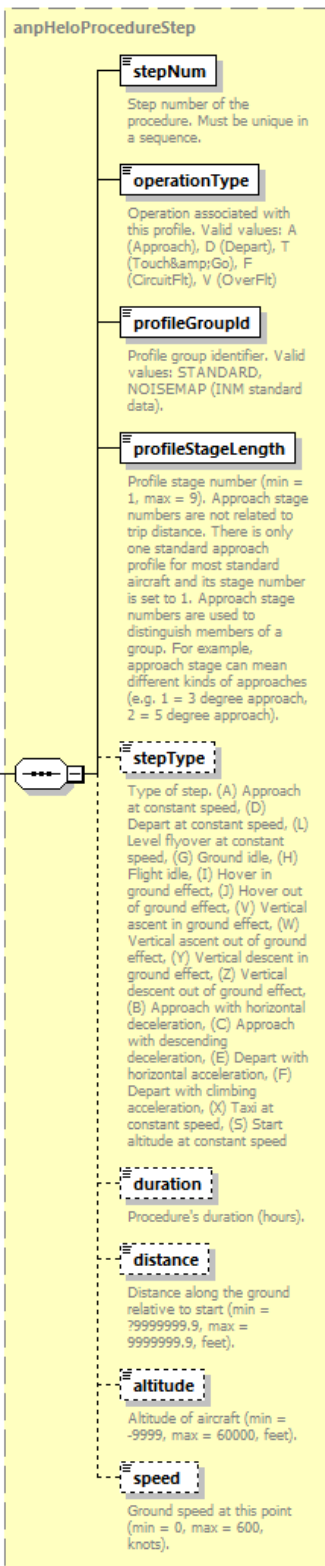 anpHeloProcedureStep
stepNum
Step number of the
procedure. Must be unique in
a sequence.
operationType
Operation associated with
this profile. Valid values: A
(Approach), D (Depart), T
(Touch&amp;Go), F
(CircuitFlt), V (OverFlt)
profileGroupId
Profile group identifier. Valid
values: STANDARD,
NOISEMAP (INM standard
data).
profileStageLength
Profile stage number (min =
1, max = 9). Approach stage
numbers are not related to
trip distance. There is only
one standard approach
profile for most standard
aircraft and its stage number
is set to 1. Approach stage
numbers are used to
distinguish members of a
group. For example,
approach stage can mean
different kinds of approaches
(e.g. 1 = 3 degree approach,
2 = 5 degree approach).
stepType
Type of step. (A) Approach
at constant speed, (D)
Depart at constant speed, (L)
Level flyover at constant
speed, (G) Ground idle, (H)
Flight idle, (I) Hover in
ground effect, (J) Hover out
of ground effect, (V) Vertical
ascent in ground effect, (W)
Vertical ascent out of ground
effect, (Y) Vertical descent in
ground effect, (Z) Vertical
descent out of ground effect,
(B) Approach with horizontal
deceleration, (C) Approach
with descending
deceleration, (E) Depart with
horizontal acceleration, (F)
Depart with climbing
acceleration, (X) Taxi at
constant speed, (S) Start
altitude at constant speed
duration
Procedure's duration (hours).
distance
Distance along the ground
relative to start (min =
?9999999.9, max =
9999999.9, feet).
altitude
Altitude of aircraft (min =
-9999, max = 60000, feet).
speed
Ground speed at this point
(min = 0, max = 600,
knots).